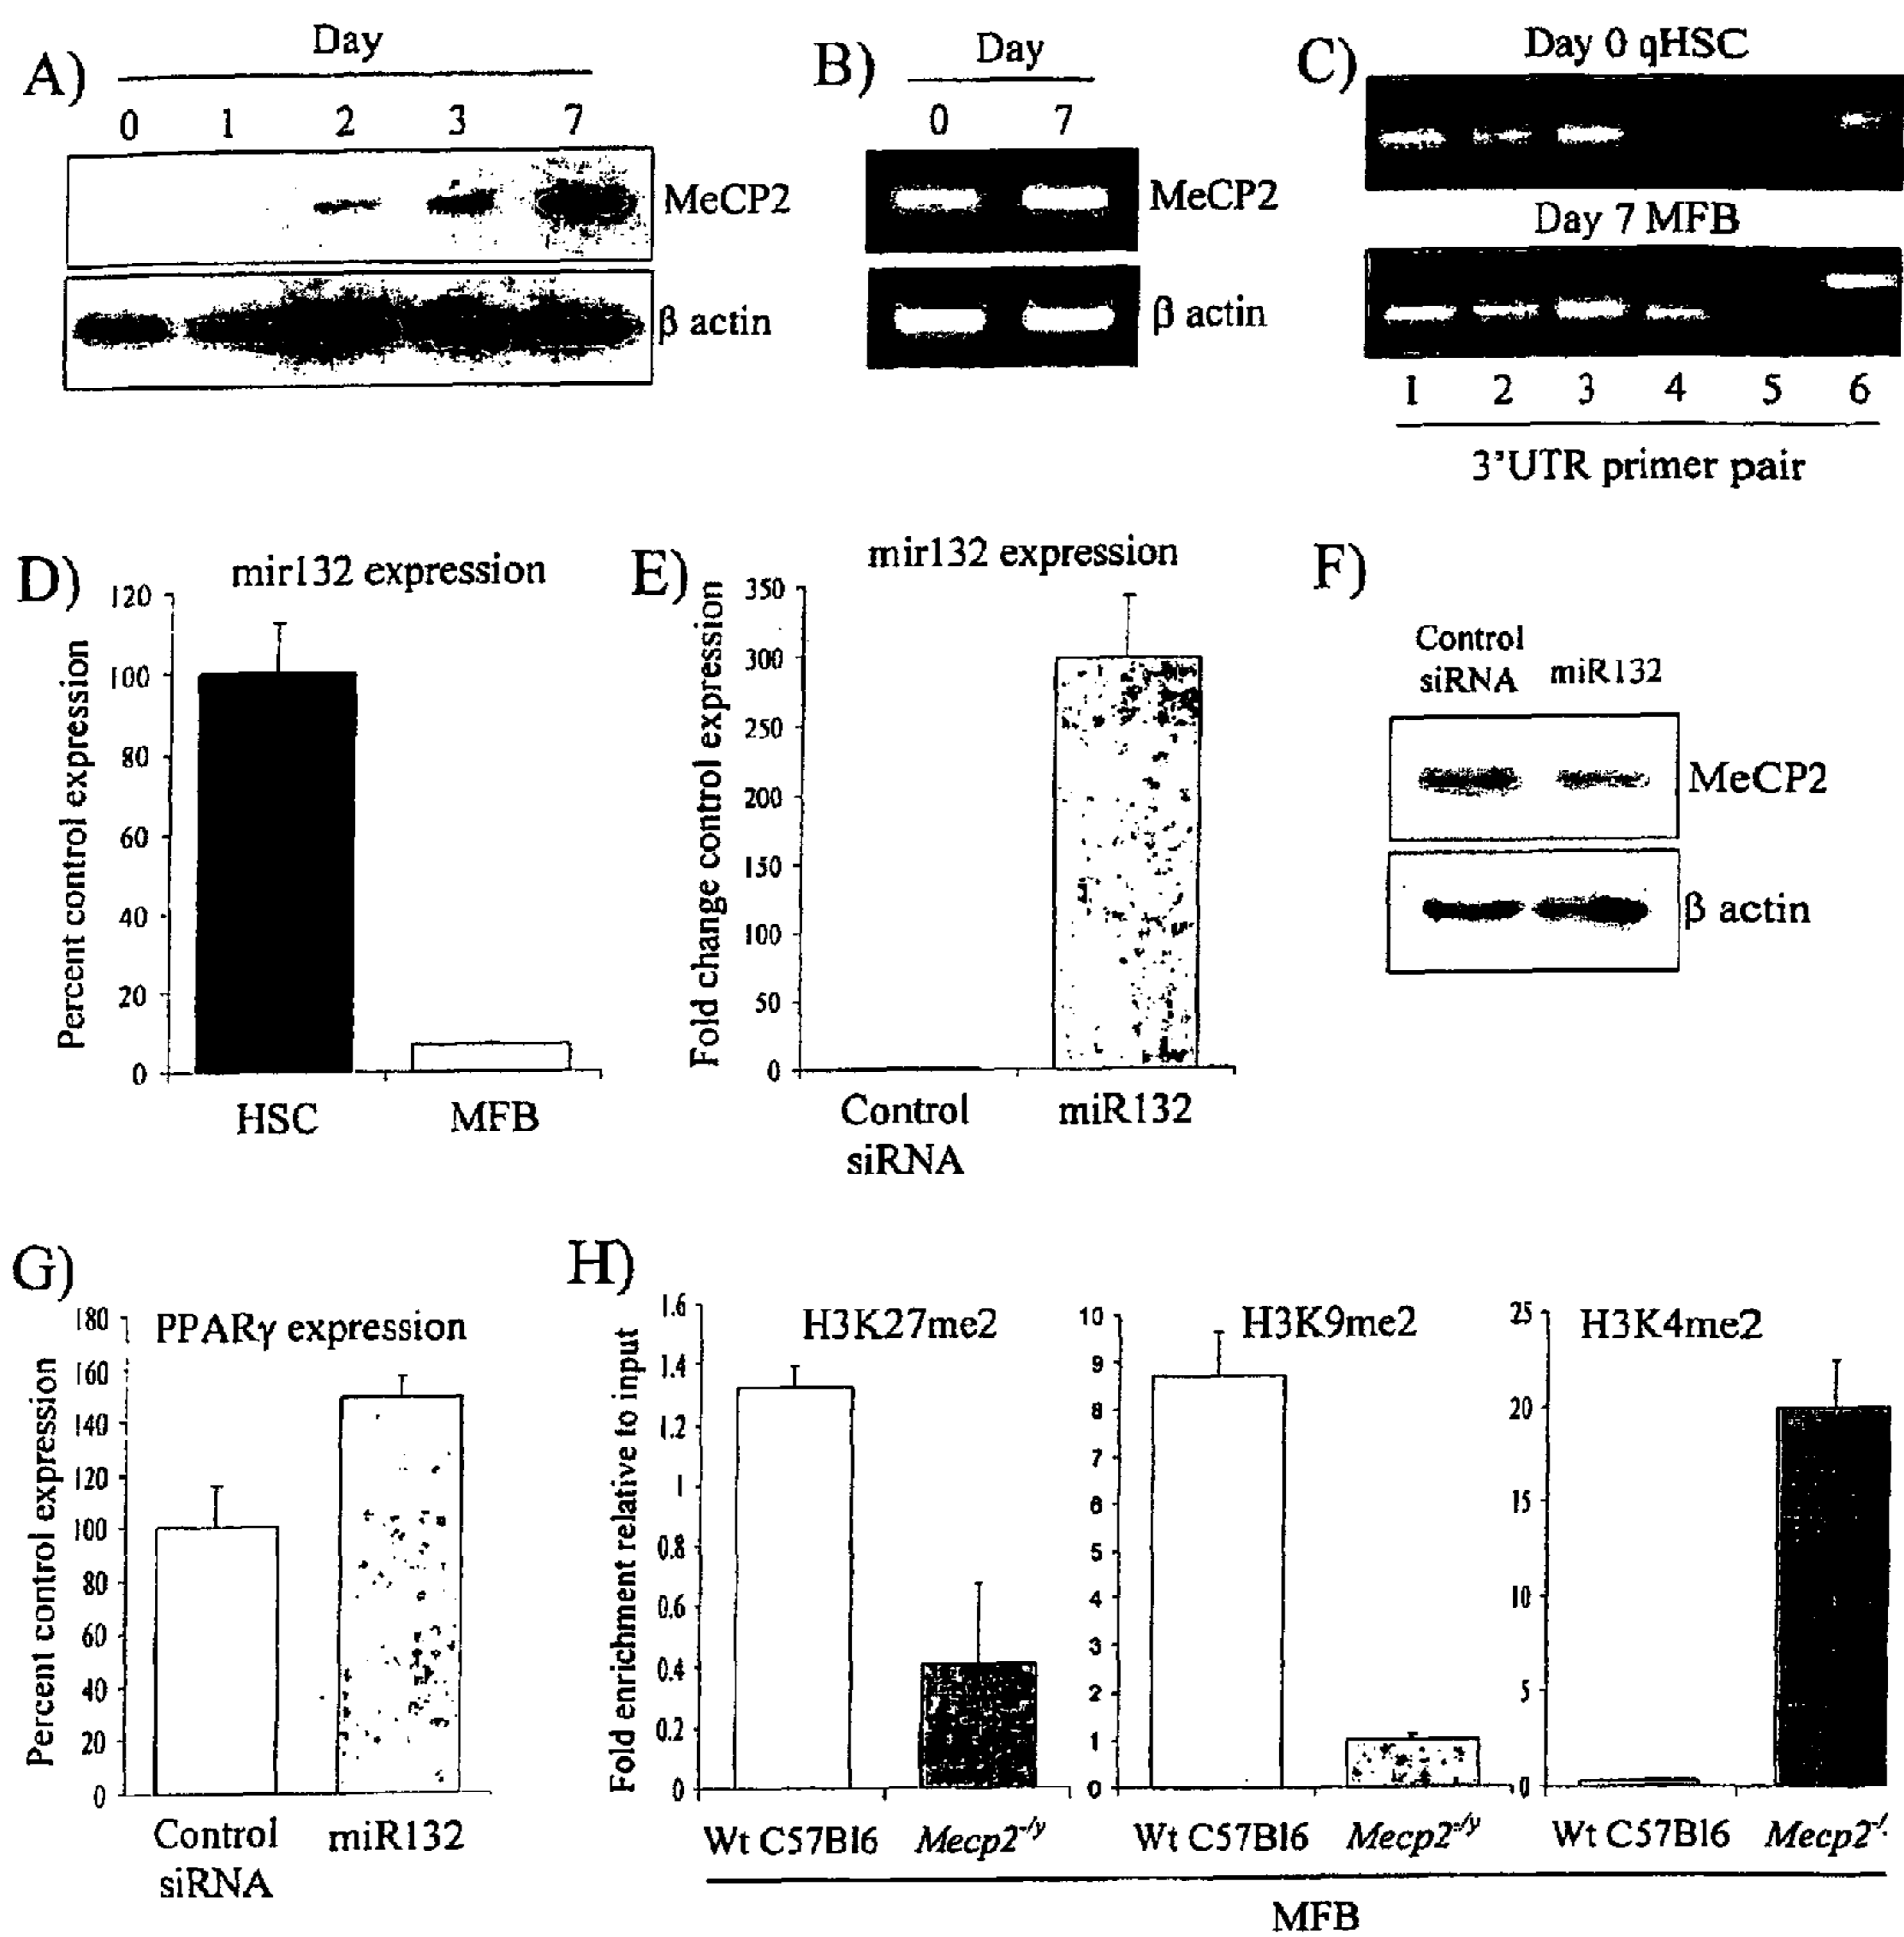 A)
Day
0 1 2 3 7
MeCP2
β actin
B)
Day
0 7
MeCP2
β actin
C)
Day 0 qHSC
Day 7 MFB
1 2 3 4 5 6
3'UTR primer pair
D)
mir132 expression
Percent control expression
120
100
80
60
40
20
0
HSC MFB
E)
mir132 expression
Fold change control expression
350
300
250
200
150
100
50
0
Control
siRNA
miR132
F)
Control
siRNA
miR132
MeCP2
β actin
G)
PPARγ expression
Percent control expression
180
160
140
120
100
80
60
40
20
0
Control
siRNA
miR132
H)
Fold enrichment relative to input
H3K27me2
1.6
1.4
1.2
1
0.8
0.6
0.4
0.2
0
Wt C57Bl6 Mecp2-/y
H3K9me2
10
9
8
7
6
5
4
3
2
1
0
Wt C57Bl6 Mecp2-/y
H3K4me2
25
20
15
10
5
0
Wt C57Bl6 Mecp2-/
MFB